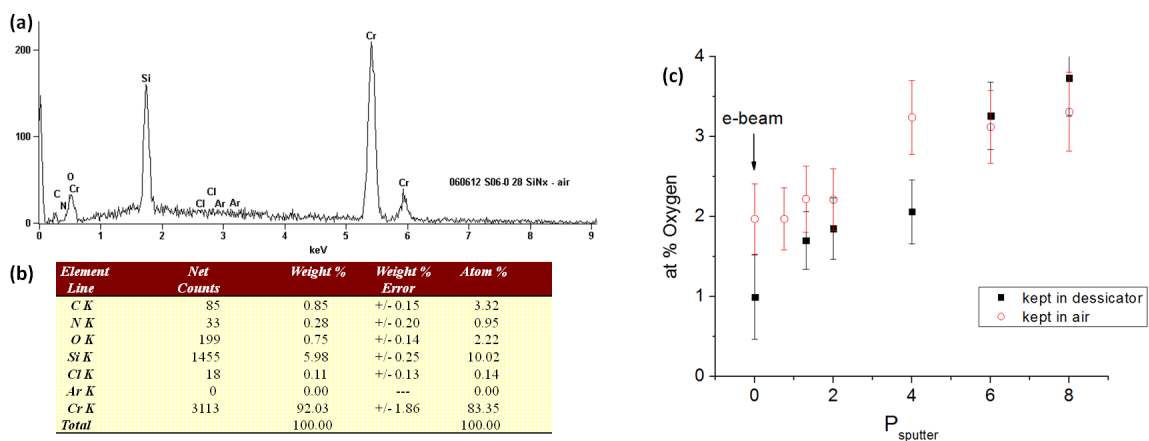 (a)
200
100
0
C
N
O
Cr
Si
Cl
Cl
Ar
Ar
Cr
Cr
060612 S06-0 28 SiNx - air
0 1 2 3 4 5 6 7 8 9
keV
(b)
Element Line Net Counts Weight % Weight % Error Atom %
C K 85 0.85 +/- 0.15 3.32
N K 33 0.28 +/- 0.20 0.95
O K 199 0.75 +/- 0.14 2.22
Si K 1455 5.98 +/- 0.25 10.02
Cl K 18 0.11 +/- 0.13 0.14
Ar K 0 0.00 --- 0.00
Cr K 3113 92.03 +/- 1.86 83.35
Total 100.00 100.00
(c)
at % Oxygen
4
3
2
1
0
e-beam
kept in dessicator
kept in air
0 2 4 6 8
P sputter